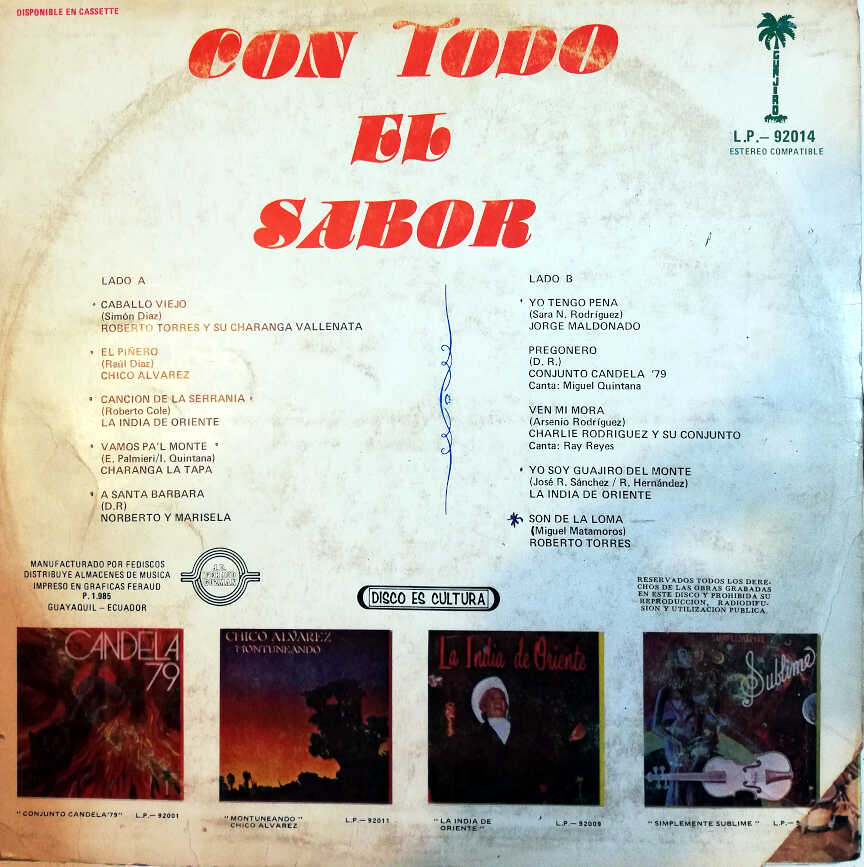 DISPONIBLE EN CASSETTE
CON TODO
EL
SABOR
GUAJIRO
L.P.— 92014
ESTEREO COMPATIBLE
LADO A
CABALLO VIEJO
(Simón Díaz)
ROBERTO TORRES Y SU CHARANGA VALLENATA
EL PIÑERO
(Raúl Díaz)
CHICO ALVAREZ
CANCION DE LA SERRANIA
(Roberto Cole)
LA INDIA DE ORIENTE
VAMOS PA'L MONTE
(E. Palmieri/I. Quintana)
CHARANGA LA TAPA
A SANTA BARBARA
(D.R)
NORBERTO Y MARISELA
LADO B
YO TENGO PENA
(Sara N. Rodríguez)
JORGE MALDONADO
PREGONERO
(D. R.)
CONJUNTO CANDELA '79
Canta: Miguel Quintana
VEN MI MORA
(Arsenio Rodríguez)
CHARLIE RODRIGUEZ Y SU CONJUNTO
Canta: Ray Reyes
YO SOY GUAJIRO DEL MONTE
(José R. Sánchez / R. Hernández)
LA INDIA DE ORIENTE
SON DE LA LOMA
(Miguel Matamoros)
ROBERTO TORRES
MANUFACTURADO POR FEDISCOS
DISTRIBUYE ALMACENES DE MUSICA
IMPRESO EN GRAFICAS FERAUD
P. 1.985
GUAYAQUIL — ECUADOR
J.D.
FERAUD
GUZMAN
DISCO ES CULTURA
RESERVADOS TODOS LOS DERE-
CHOS DE LAS OBRAS GRABADAS
EN ESTE DISCO Y PROHIBIDA SU
REPRODUCCION, RADIODIFU-
SION Y UTILIZACION PUBLICA.
CANDELA
79
CHICO ALVAREZ
MONTUNEANDO
La India de Oriente
Sublime
"CONJUNTO CANDELA'79" L.P.— 92001
"MONTUNEANDO" L.P.— 92011
CHICO ALVAREZ
"LA INDIA DE L.P.— 92009
ORIENTE"
"SIMPLEMENTE SUBLIME" L.P.—